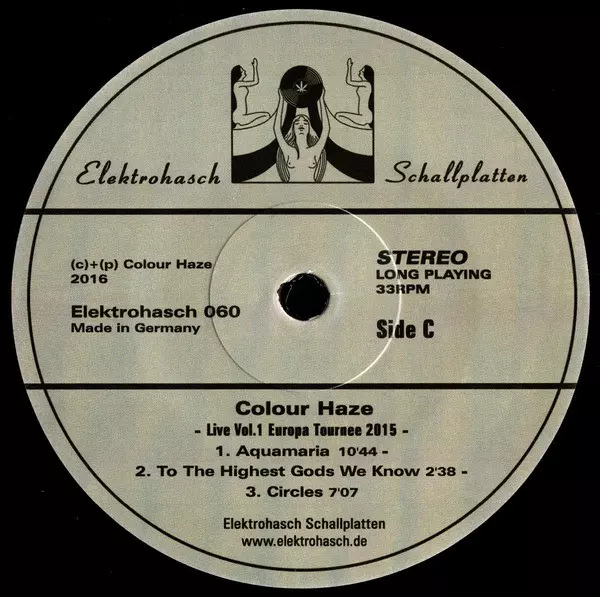 Elektrohasch Schallplatten
(c)+(p) Colour Haze
2016
Elektrohasch 060
Made in Germany
STEREO
LONG PLAYING
33RPM
Side C
Colour Haze
- Live Vol.1 Europa Tournee 2015 -
1. Aquamaria 10'44 -
2. To The Highest Gods We Know 2'38 -
3. Circles 7'07
Elektrohasch Schallplatten
www.elektrohasch.de